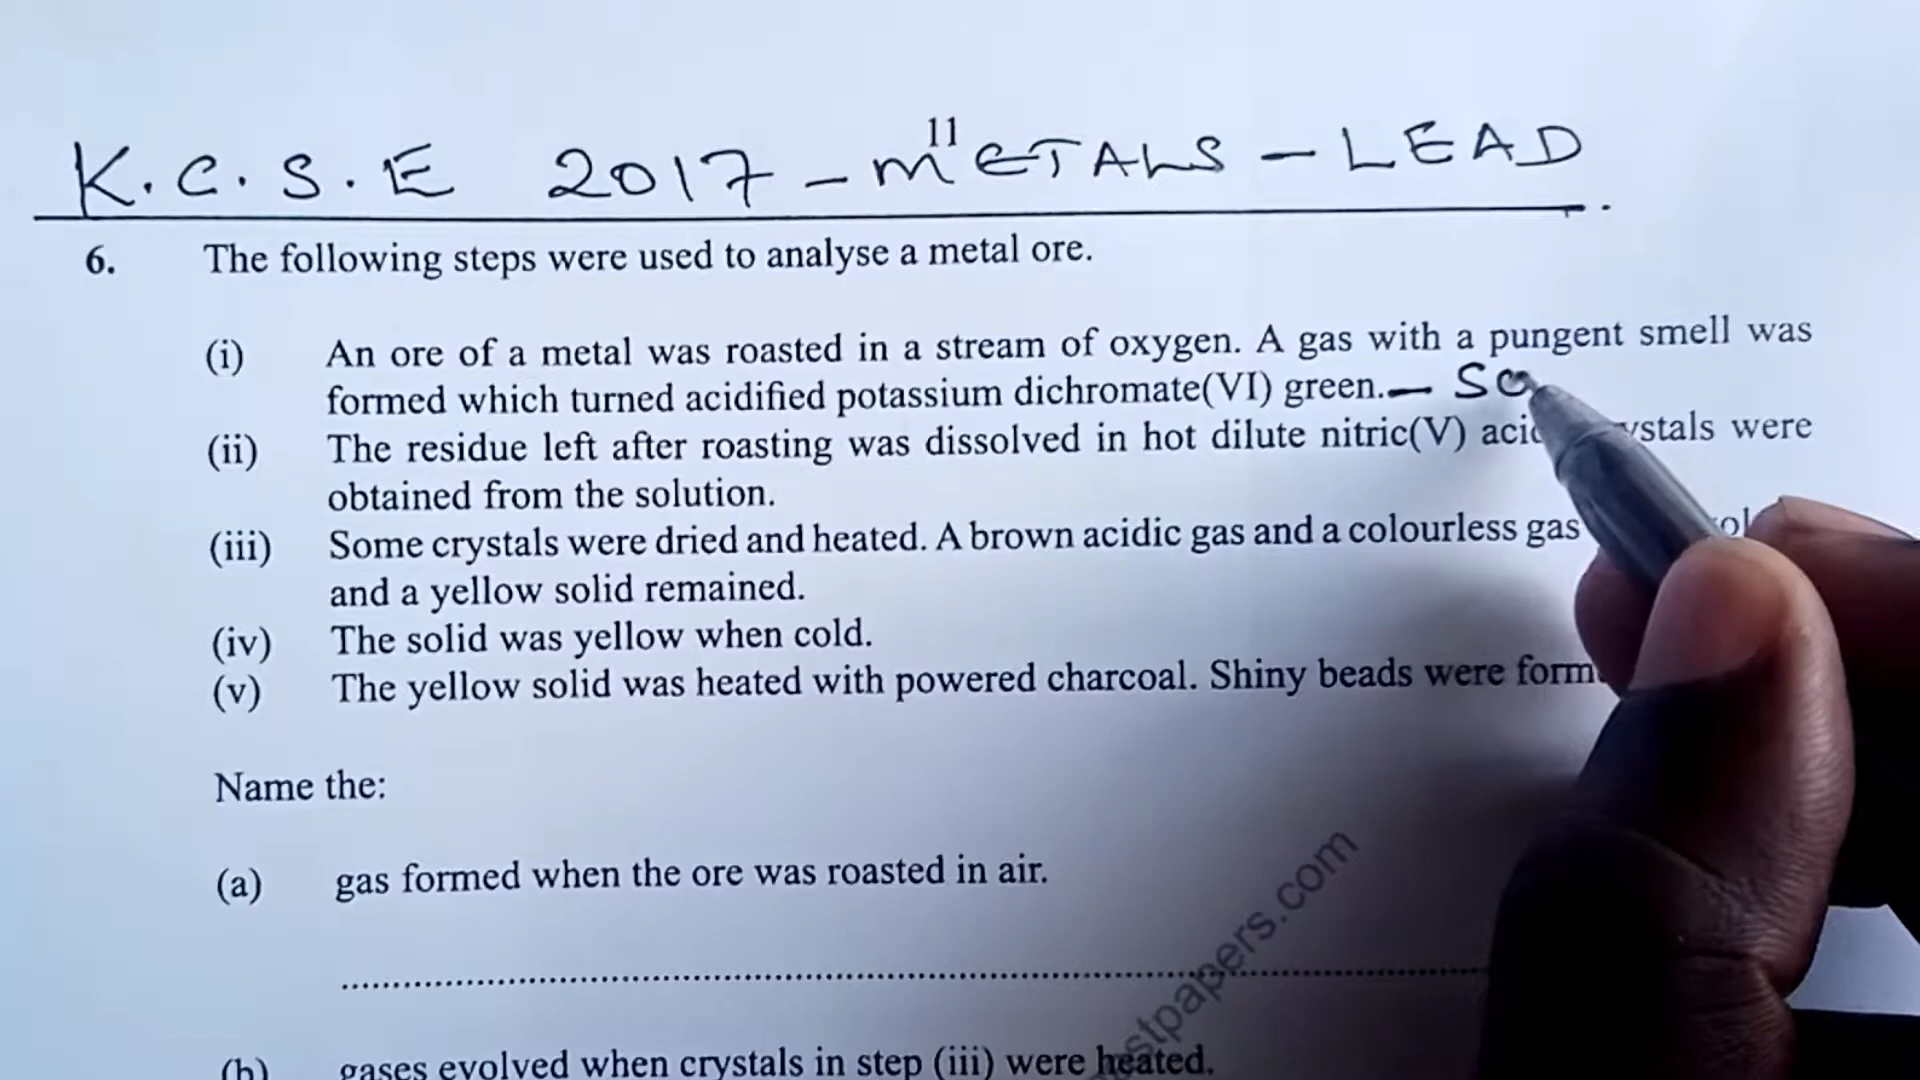 11
K.C.S.E 2017 - METALS - LEAD
6. The following steps were used to analyse a metal ore.
(i) An ore of a metal was roasted in a stream of oxygen. A gas with a pungent smell was
formed which turned acidified potassium dichromate(VI) green. - SO
(ii) The residue left after roasting was dissolved in hot dilute nitric(V) were
obtained from the solution.
(iii) Some crystals were dried and heated. A brown acidic gas and a colourless gas
and a yellow solid remained.
(iv) The solid was yellow when cold.
(v) The yellow solid was heated with powered charcoal. Shiny beads were
Name the:
(a) gas formed when the ore was roasted in air.
(b) gases evolved when crystals in step (iii) were heated.